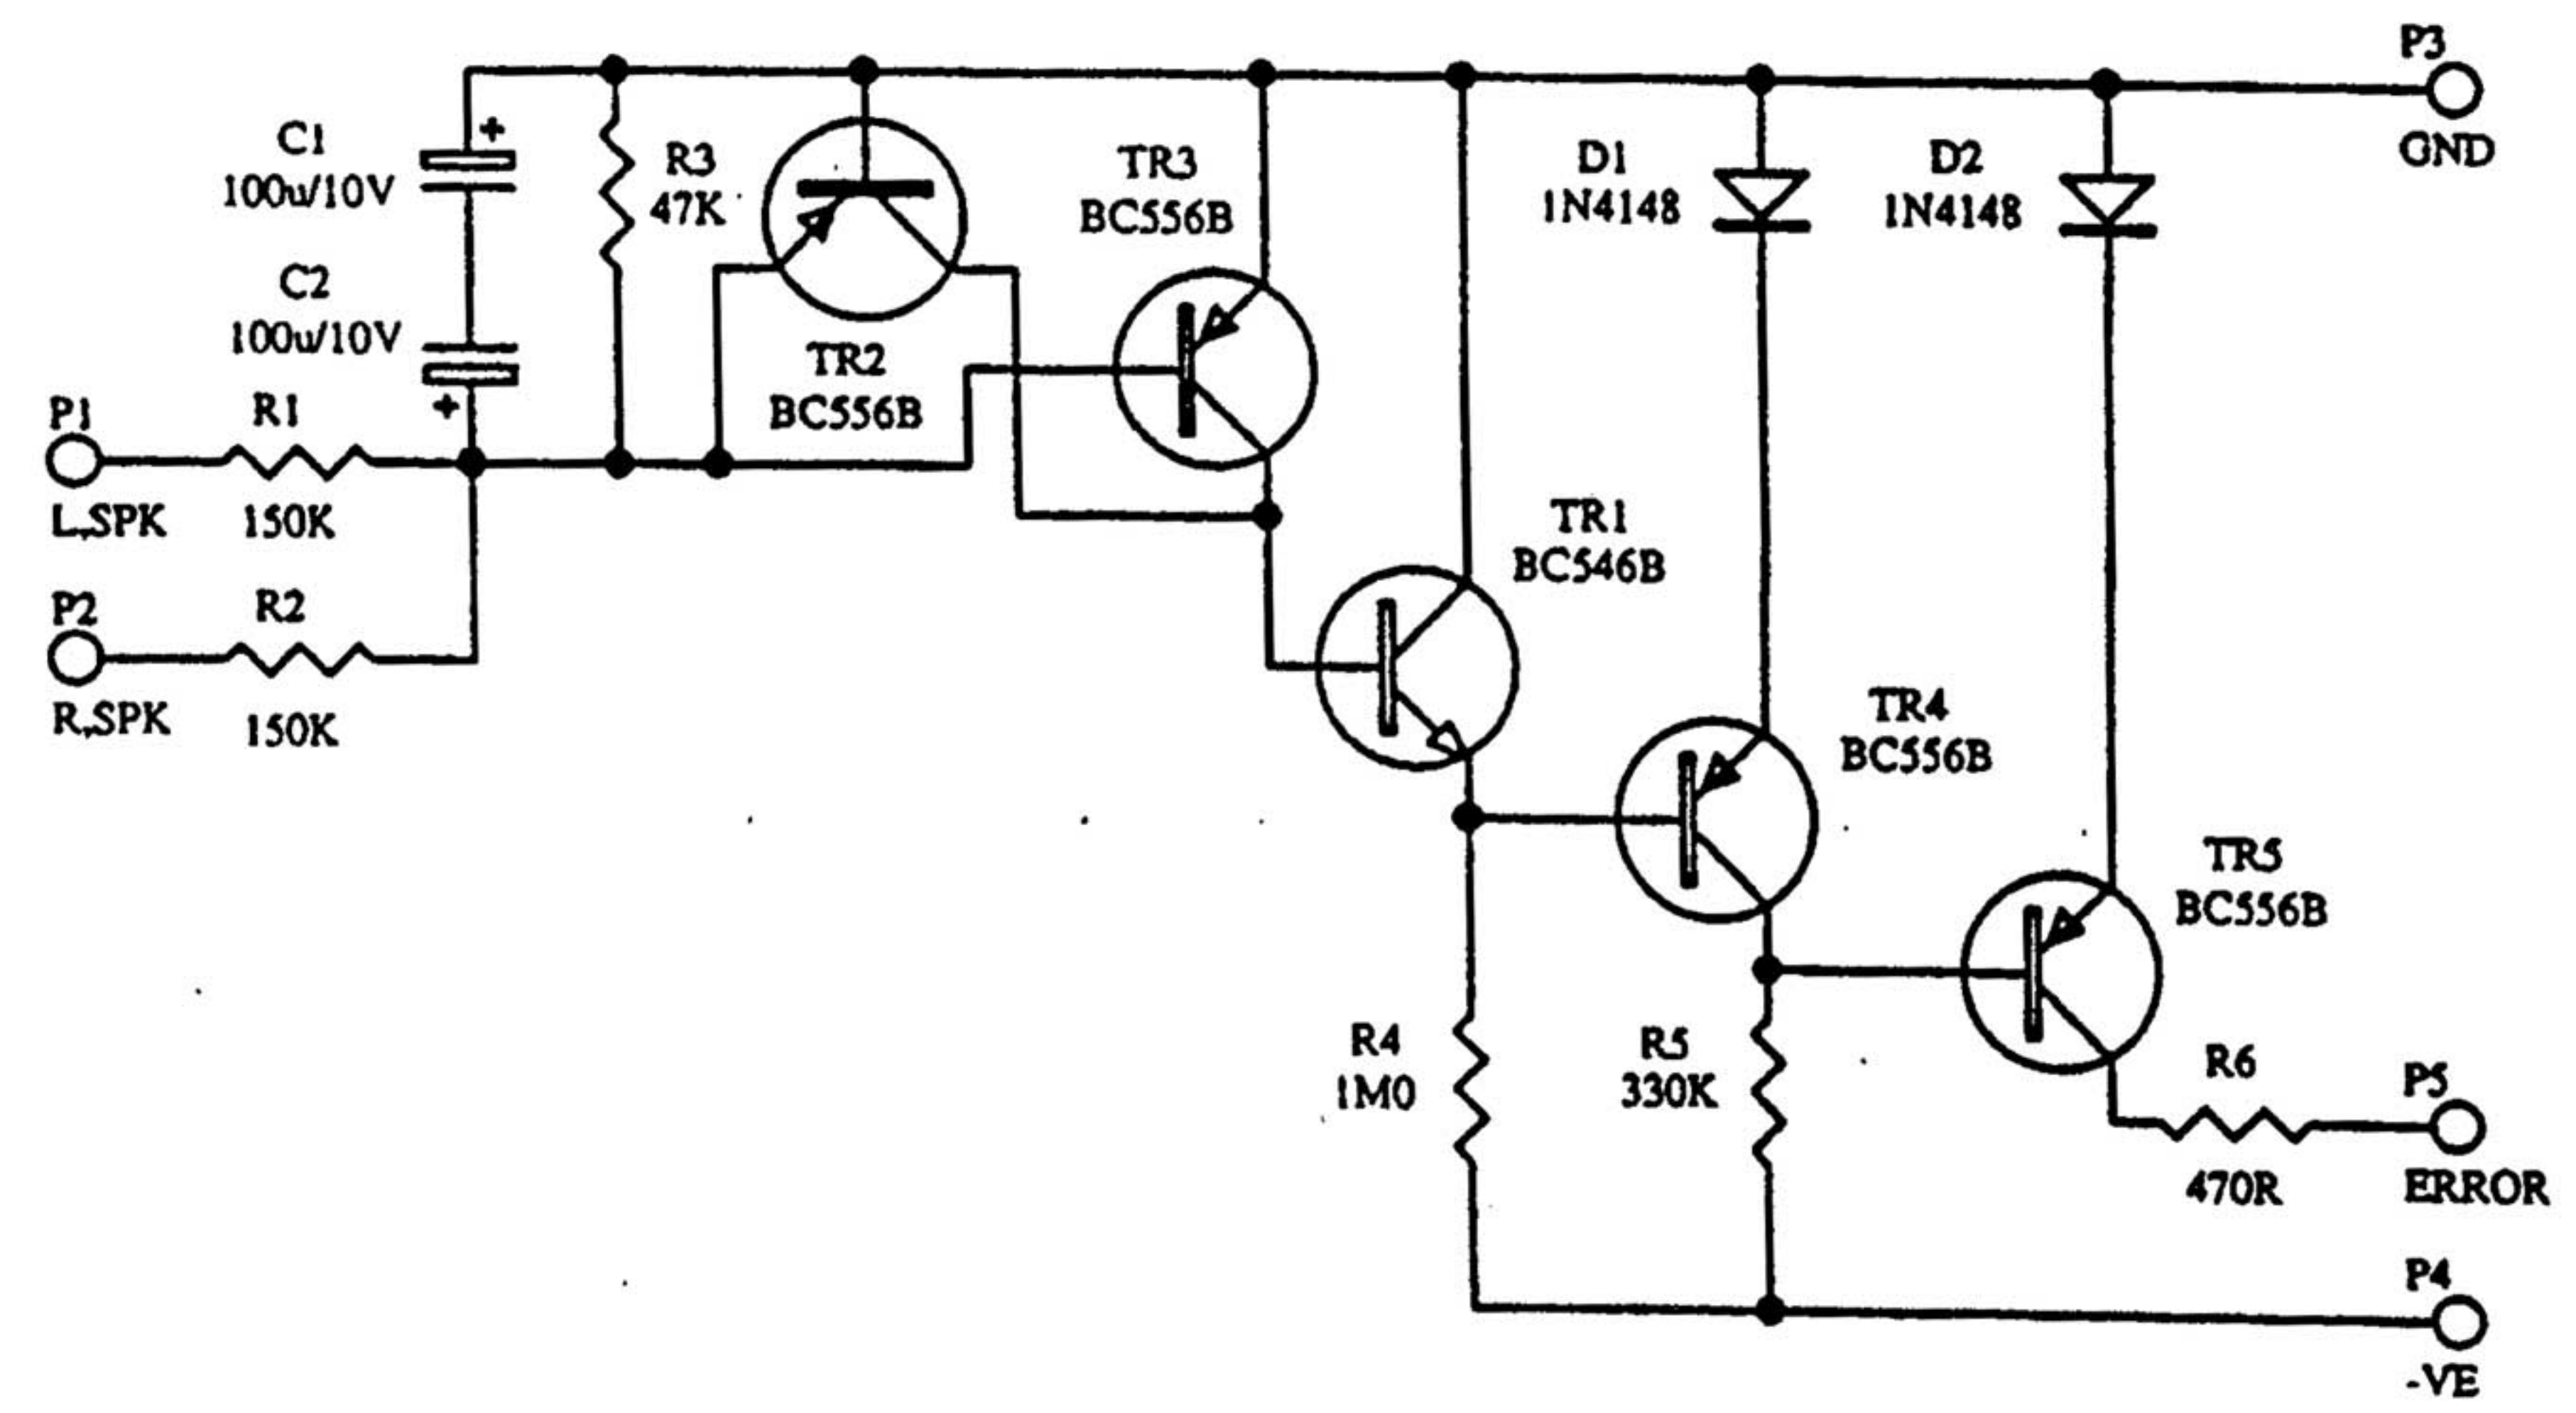 P3
GND
C1
100u/10V
+
R3
47K
TR3
BC556B
D1
1N4148
D2
1N4148
C2
100u/10V
+
TR2
BC556B
P1
R1
L,SPK
150K
TR1
BC546B
P2
R2
R,SPK
150K
TR4
BC556B
TR5
BC556B
R4
1M0
R5
330K
R6
470R
P5
ERROR
P4
-VE